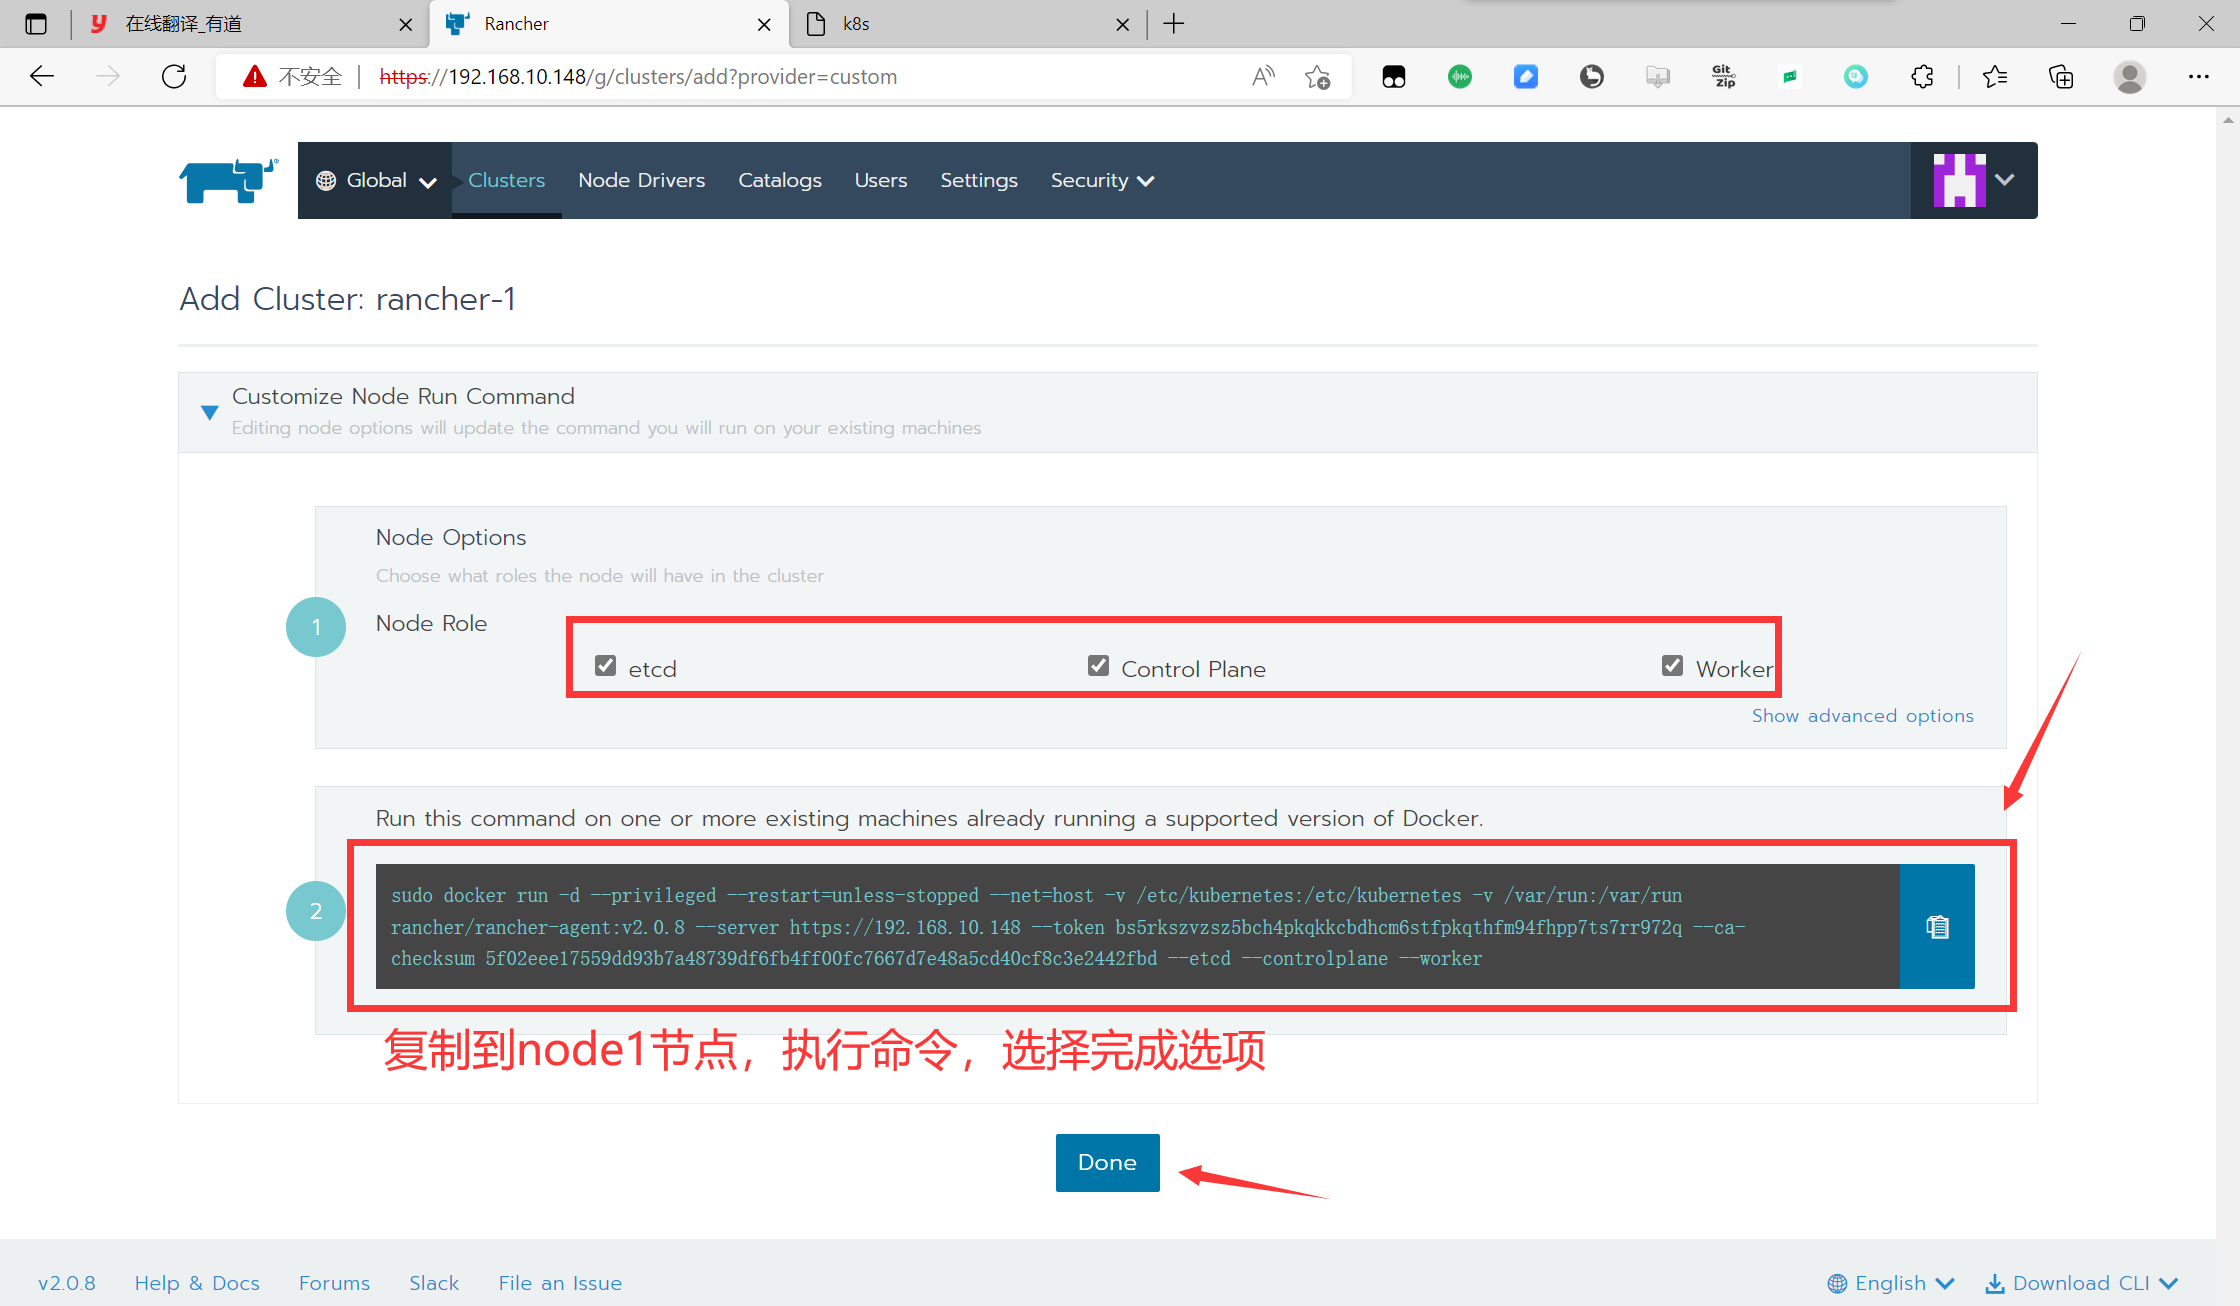 在线翻译_有道
Rancher
k8s
不安全
https://192.168.10.148/g/clusters/add?provider=custom
Git Zip
Global
Clusters
Node Drivers
Catalogs
Users
Settings
Security
Add Cluster: rancher-1
Customize Node Run Command
Editing node options will update the command you will run on your existing machines
Node Options
Choose what roles the node will have in the cluster
1
Node Role
etcd
Control Plane
Worker
Show advanced options
Run this command on one or more existing machines already running a supported version of Docker.
2
sudo docker run -d --privileged --restart=unless-stopped --net=host -v /etc/kubernetes:/etc/kubernetes -v /var/run:/var/run
rancher/rancher-agent:v2.0.8 --server https://192.168.10.148 --token bs5rkszvzsz5bch4pkqkkcbdhcm6stfpkqthfm94fhpp7ts7rr972q --ca-
checksum 5f02eee17559dd93b7a48739df6fb4ff00fc7667d7e48a5cd40cf8c3e2442fbd --etcd --controlplane --worker
复制到node1节点，执行命令，选择完成选项
Done
v2.0.8
Help & Docs
Forums
Slack
File an Issue
English
Download CLI